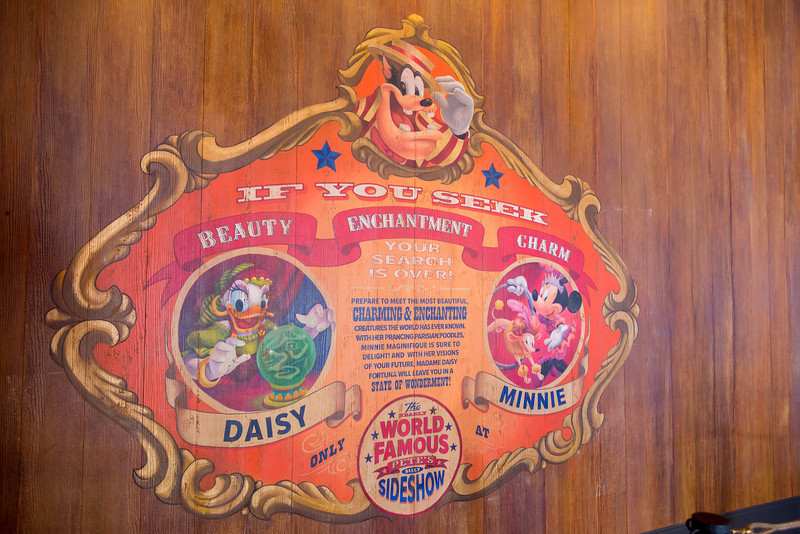 IF YOU SEEK
BEAUTY ENCHANTMENT CHARM
YOUR
SEARCH
IS OVER!
PREPARE TO MEET THE MOST BEAUTIFUL,
CHARMING & ENCHANTING
CREATURES THE WORLD HAS EVER KNOWN.
WITH HER PRANCING PARISIAN POODLES,
MINNIE MAGINIFIQUE IS SURE TO
DELIGHT! AND WITH HER VISIONS
OF YOUR FUTURE, MADAME DAISY
FORTUNA WILL LEAVE YOU IN A
STATE OF WONDERMENT!
DAISY
MINNIE
ONLY AT
The
NEARLY
WORLD
FAMOUS
PETE'S
SILLY
SIDESHOW